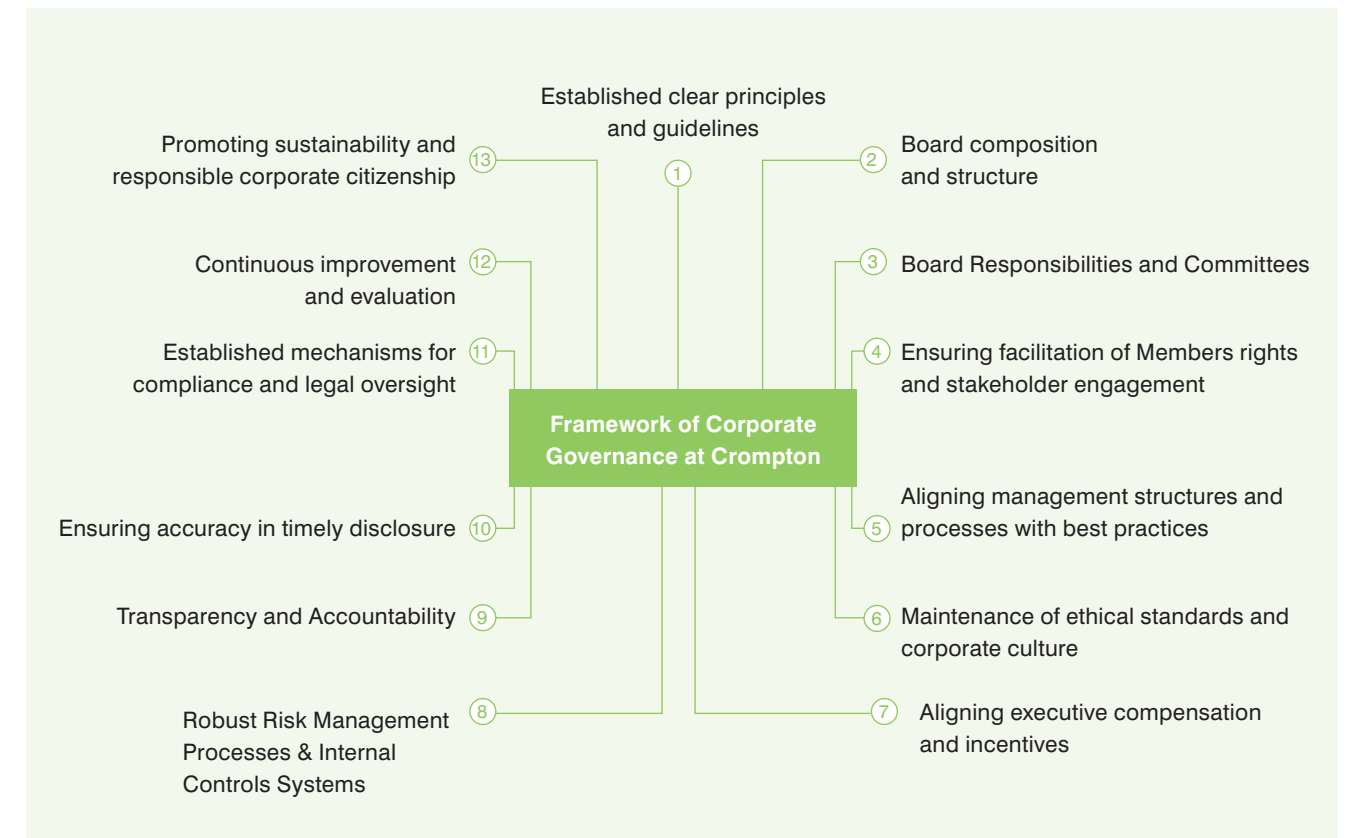 Established clear principles
and guidelines
1
2
Board composition
and structure
3
Board Responsibilities and Committees
4
Ensuring facilitation of Members rights
and stakeholder engagement
5
Aligning management structures and
processes with best practices
6
Maintenance of ethical standards and
corporate culture
7
Aligning executive compensation
and incentives
8
Robust Risk Management
Processes & Internal
Controls Systems
9
Transparency and Accountability
10
Ensuring accuracy in timely disclosure
11
Established mechanisms for
compliance and legal oversight
12
Continuous improvement
and evaluation
13
Promoting sustainability and
responsible corporate citizenship
Framework of Corporate
Governance at Crompton